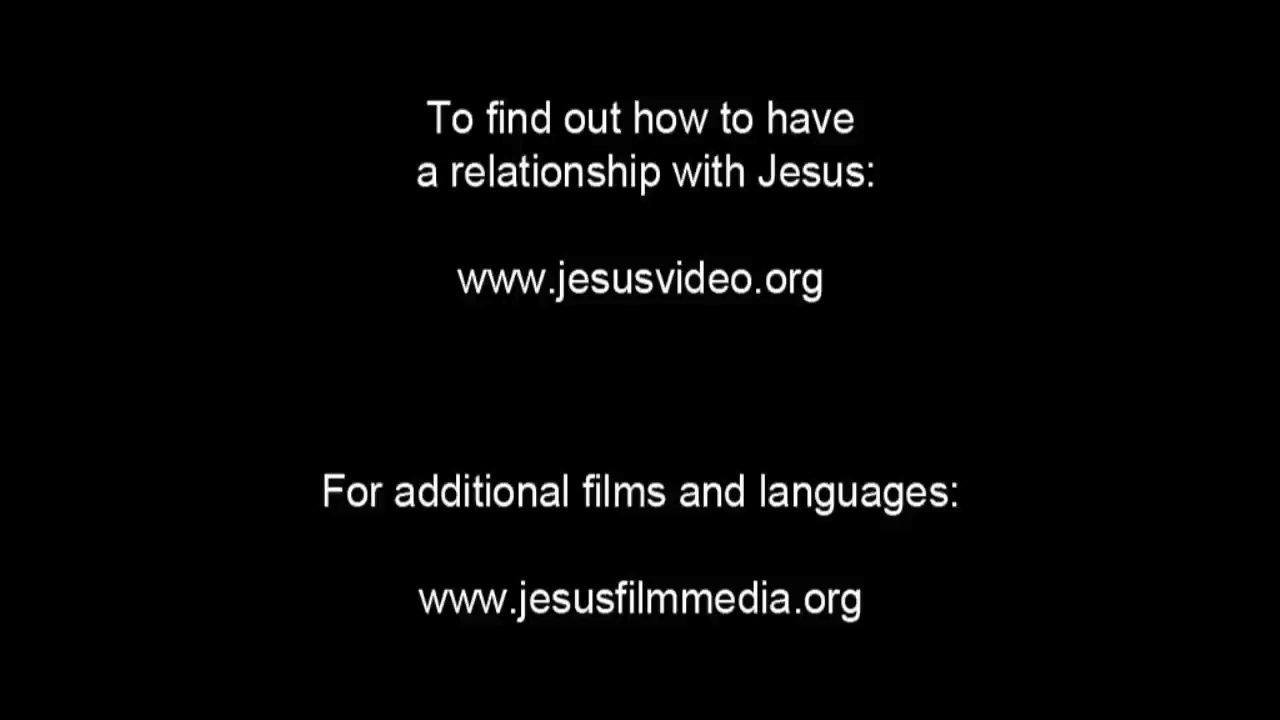 To find out how to have
a relationship with Jesus:
www.jesusvideo.org
For additional films and languages:
www.jesusfilmmedia.org